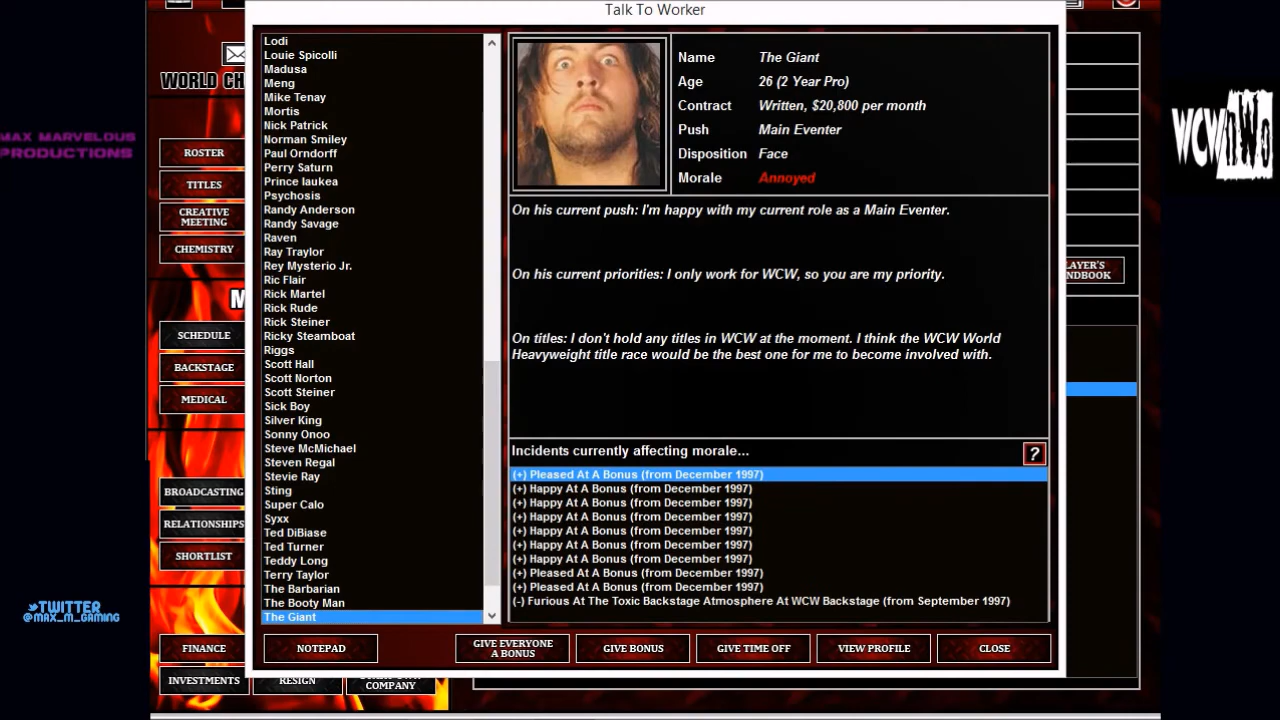 Talk To Worker
WORLD CH
MAX MARVELOUS
PRODUCTIONS
WCW
nWo
ROSTER
TITLES
CREATIVE
MEETING
CHEMISTRY
M
SCHEDULE
BACKSTAGE
MEDICAL
BROADCASTING
RELATIONSHIPS
SHORTLIST
FINANCE
INVESTMENTS
RESIGN
COMPANY
TWITTER
@MAX_M_GAMING
LAYER'S
NDBOOK
Lodi
Louie Spicolli
Madusa
Meng
Mike Tenay
Mortis
Nick Patrick
Norman Smiley
Paul Orndorff
Perry Saturn
Prince Iaukea
Psychosis
Randy Anderson
Randy Savage
Raven
Ray Traylor
Rey Mysterio Jr.
Ric Flair
Rick Martel
Rick Rude
Rick Steiner
Ricky Steamboat
Riggs
Scott Hall
Scott Norton
Scott Steiner
Sick Boy
Silver King
Sonny Onoo
Steve McMichael
Steven Regal
Stevie Ray
Sting
Super Calo
Syxx
Ted DiBiase
Ted Turner
Teddy Long
Terry Taylor
The Barbarian
The Booty Man
The Giant
Name The Giant
Age 26 (2 Year Pro)
Contract Written, $20,800 per month
Push Main Eventer
Disposition Face
Morale Annoyed
On his current push: I'm happy with my current role as a Main Eventer.
On his current priorities: I only work for WCW, so you are my priority.
On titles: I don't hold any titles in WCW at the moment. I think the WCW World
Heavyweight title race would be the best one for me to become involved with.
Incidents currently affecting morale...
?
(+) Pleased At A Bonus (from December 1997)
(+) Happy At A Bonus (from December 1997)
(+) Happy At A Bonus (from December 1997)
(+) Happy At A Bonus (from December 1997)
(+) Happy At A Bonus (from December 1997)
(+) Happy At A Bonus (from December 1997)
(+) Happy At A Bonus (from December 1997)
(+) Pleased At A Bonus (from December 1997)
(+) Pleased At A Bonus (from December 1997)
(-) Furious At The Toxic Backstage Atmosphere At WCW Backstage (from September 1997)
NOTEPAD
GIVE EVERYONE
A BONUS
GIVE BONUS
GIVE TIME OFF
VIEW PROFILE
CLOSE